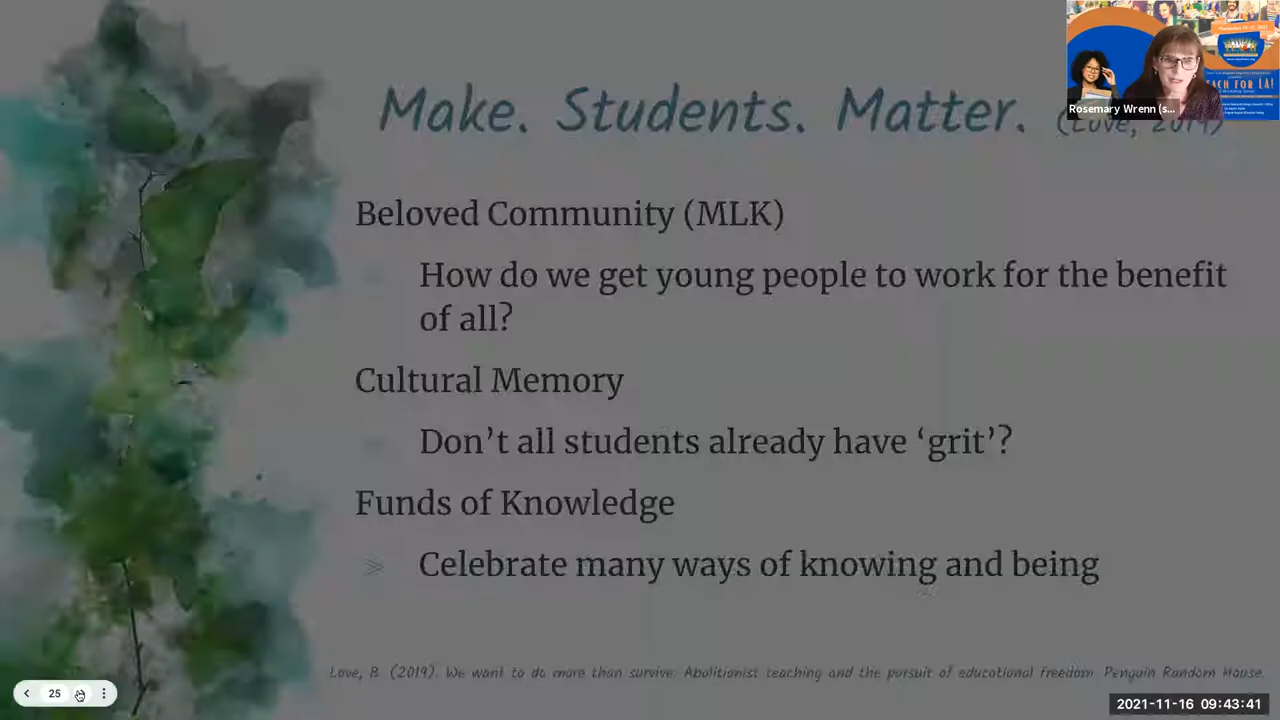 Make. Students. Matter. (Love, 2019)
Rosemary Wrenn (s...
EACH FOR LA!
Beloved Community (MLK)
How do we get young people to work for the benefit
of all?
Cultural Memory
Don’t all students already have ‘grit’?
Funds of Knowledge
Celebrate many ways of knowing and being
Love, B. (2019). We want to do more than survive: Abolitionist teaching and the pursuit of educational freedom. Penguin Random House.
25
2021-11-16 09:43:41